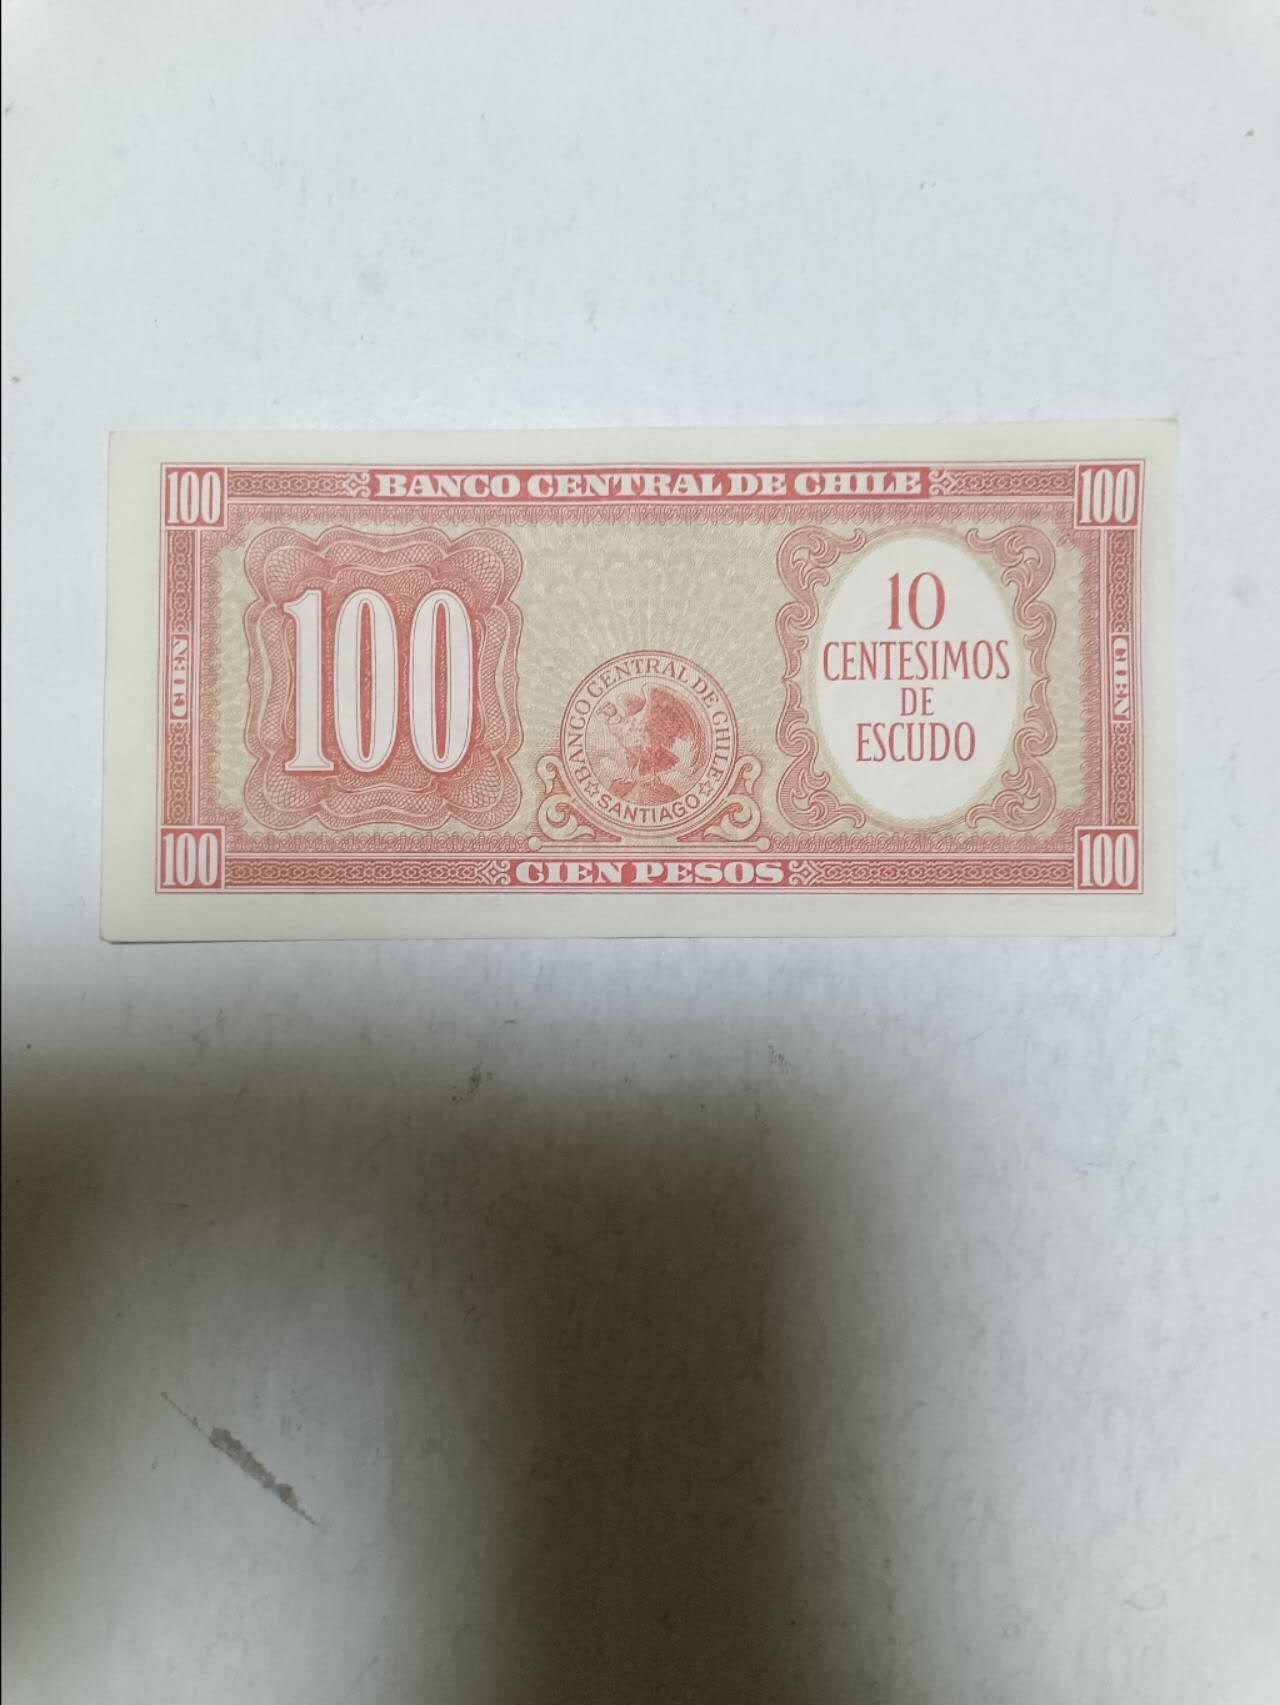 100 BANCO CENTRAL DE CHILE 100
CIEN
100
BANCO CENTRAL DE CHILE
SANTIAGO
10
CENTESIMOS
DE
ESCUDO
CIEN
100 CIEN PESOS 100